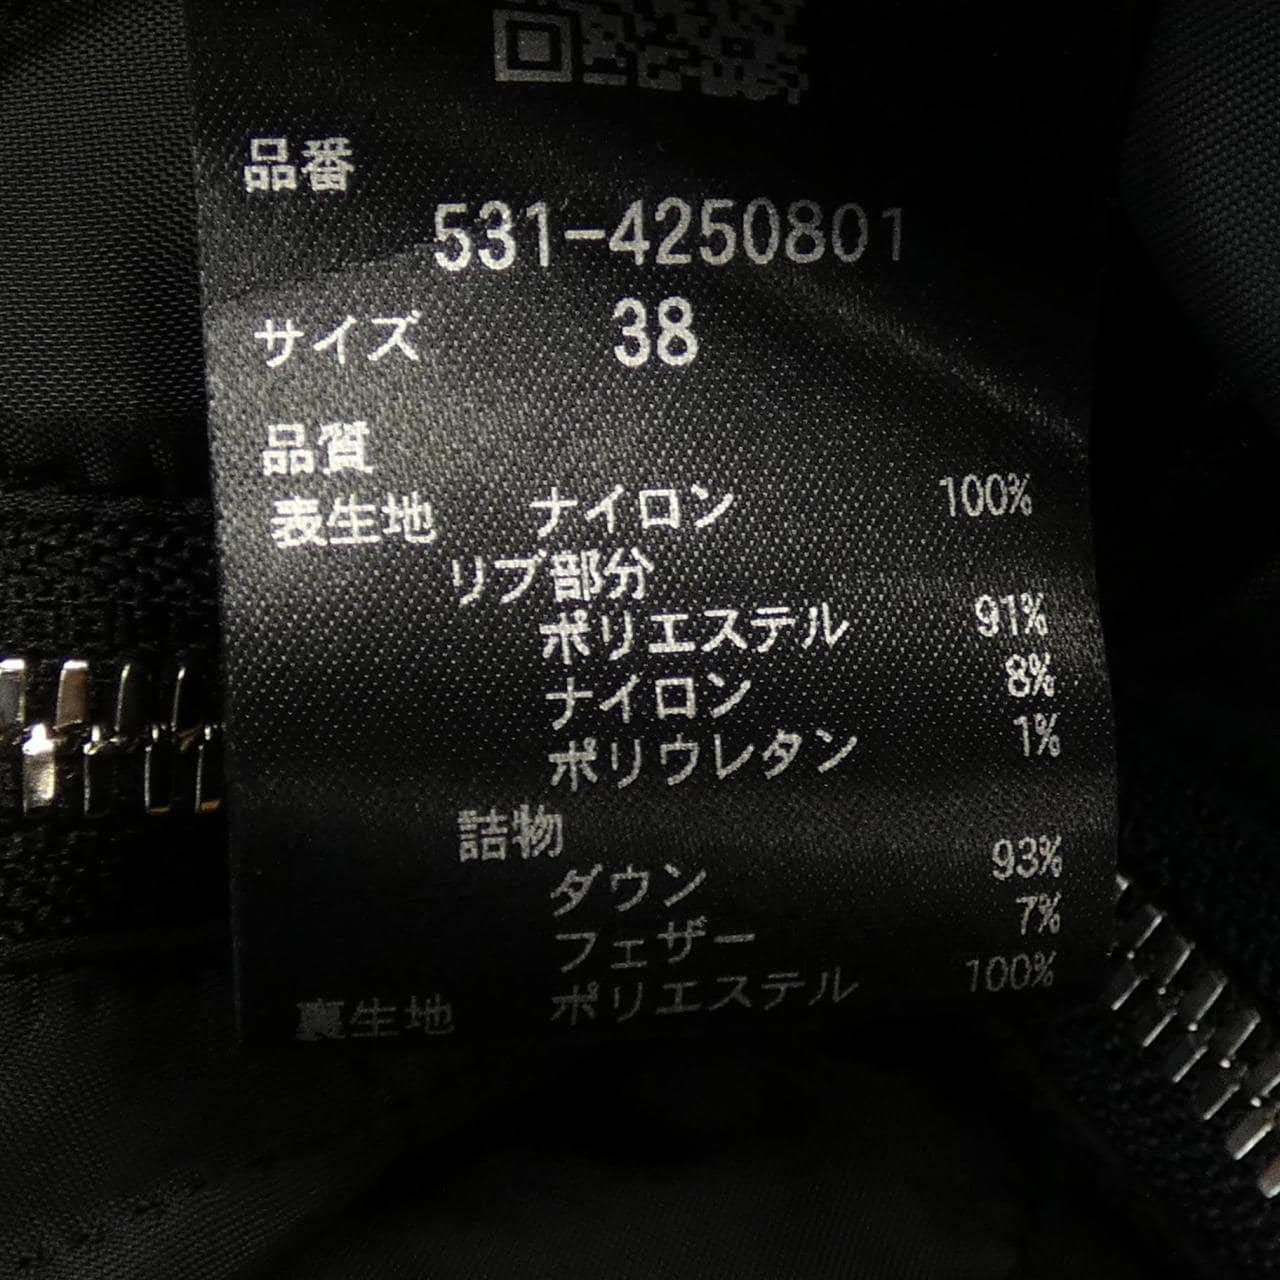 品番
531-4250801
サイズ 38
品質
表生地 ナイロン 100%
リブ部分
ポリエステル 91%
ナイロン 8%
ポリウレタン 1%
詰物
ダウン 93%
フェザー 7%
裏生地 ポリエステル 100%